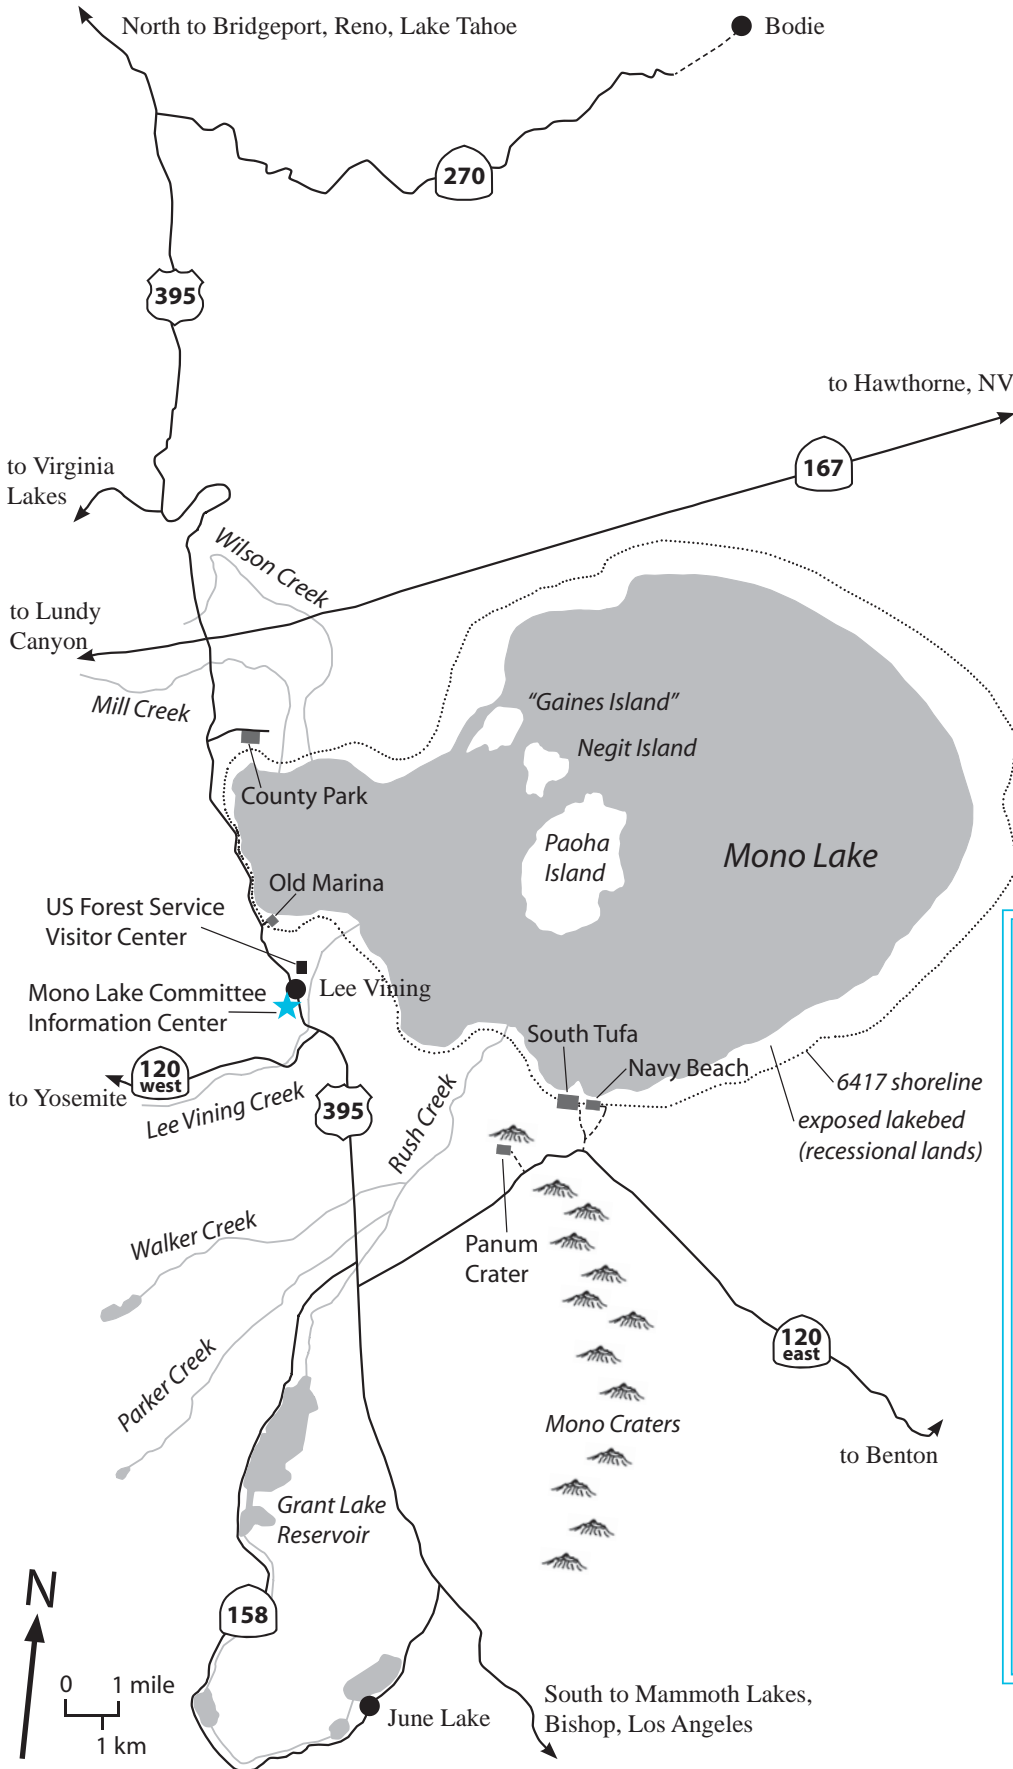 North to Bridgeport, Reno, Lake Tahoe
Bodie
270
395
to Hawthorne, NV
167
to Virginia
Lakes
Wilson Creek
to Lundy
Canyon
Mill Creek
"Gaines Island"
Negit Island
County Park
Paoha
Island
Mono Lake
Old Marina
US Forest Service
Visitor Center
Lee Vining
Mono Lake Committee
Information Center
South Tufa
Navy Beach
120
west
to Yosemite
Lee Vining Creek
395
Rush Creek
6417 shoreline
exposed lakebed
(recessional lands)
Walker Creek
Panum
Crater
120
east
Parker Creek
Mono Craters
to Benton
Grant Lake
Reservoir
N
158
0 1 mile
1 km
June Lake
South to Mammoth Lakes,
Bishop, Los Angeles